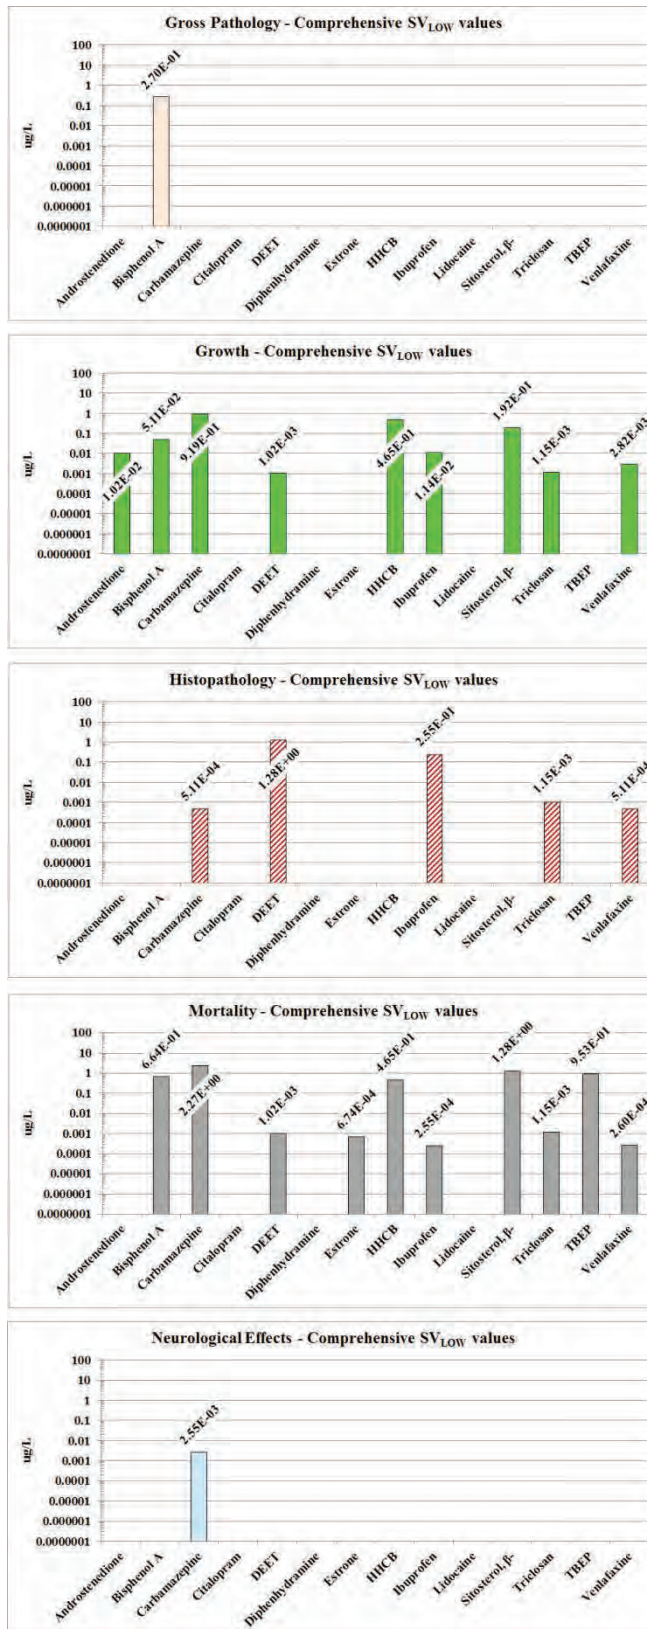 Gross Pathology - Comprehensive SVLOW values
100
10
1
0.1
0.01
0.001
0.0001
0.00001
0.0000001
ug/L
2.70E-01
Androstenedione
Bisphenol A
Carbamazepine
Citalopram
DEET
Diphenhydramine
Estrone
HHCB
Ibuprofen
Lidocaine
Sitosterol, β-
Triclosan
TBEP
Venlafaxine
Growth - Comprehensive SVLOW values
100
10
1
0.1
0.01
0.001
0.0001
0.000001
0.0000001
ug/L
1.02E-02
5.11E-02
9.19E-01
1.02E-03
4.65E-01
1.14E-02
1.92E-01
1.15E-03
2.82E-03
Androstenedione
Bisphenol A
Carbamazepine
Citalopram
DEET
Diphenhydramine
Estrone
HHCB
Ibuprofen
Lidocaine
Sitosterol, β-
Triclosan
TBEP
Venlafaxine
Histopathology - Comprehensive SVLOW values
100
10
1
0.1
0.01
0.001
0.0001
0.000001
0.0000001
ug/L
5.11E-04
1.28E+00
2.55E-01
1.15E-03
5.11E-04
Androstenedione
Bisphenol A
Carbamazepine
Citalopram
DEET
Diphenhydramine
Estrone
HHCB
Ibuprofen
Lidocaine
Sitosterol, β-
Triclosan
TBEP
Venlafaxine
Mortality - Comprehensive SVLOW values
100
10
1
0.1
0.01
0.001
0.0001
0.00001
0.000001
0.0000001
ug/L
6.64E-01
2.27E+00
1.02E-03
6.74E-04
4.65E-01
2.55E-04
1.28E+00
1.15E-03
9.53E-01
2.60E-04
Androstenedione
Bisphenol A
Carbamazepine
Citalopram
DEET
Diphenhydramine
Estrone
HHCB
Ibuprofen
Lidocaine
Sitosterol, β-
Triclosan
TBEP
Venlafaxine
Neurological Effects - Comprehensive SVLOW values
100
10
1
0.1
0.01
0.001
0.0001
0.00001
0.0000001
ug/L
2.55E-03
Androstenedione
Bisphenol A
Carbamazepine
Citalopram
DEET
Diphenhydramine
Estrone
HHCB
Ibuprofen
Lidocaine
Sitosterol, β-
Triclosan
TBEP
Venlafaxine